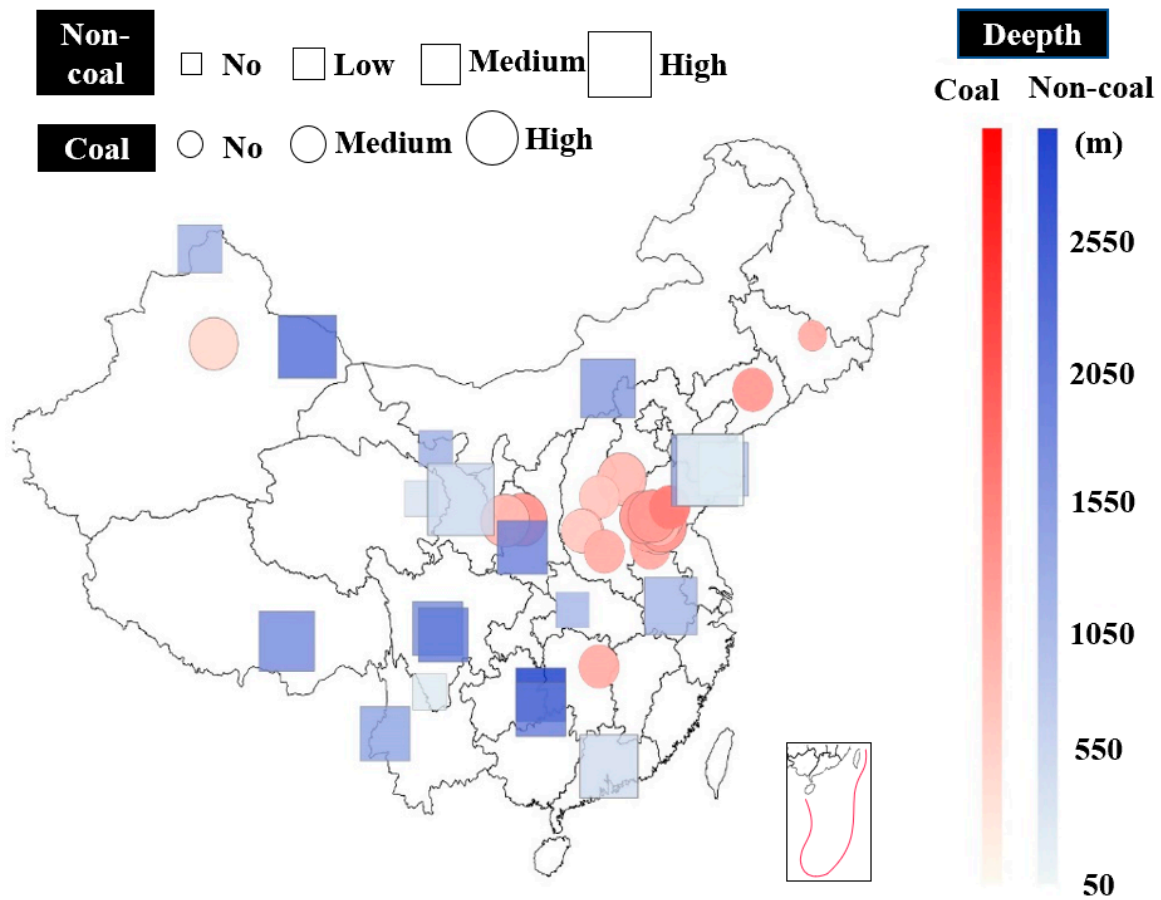 Non-
coal
No
Low
Medium
High
Coal
No
Medium
High
Deepth
Coal
Non-coal
(m)
2550
2050
1550
1050
550
50